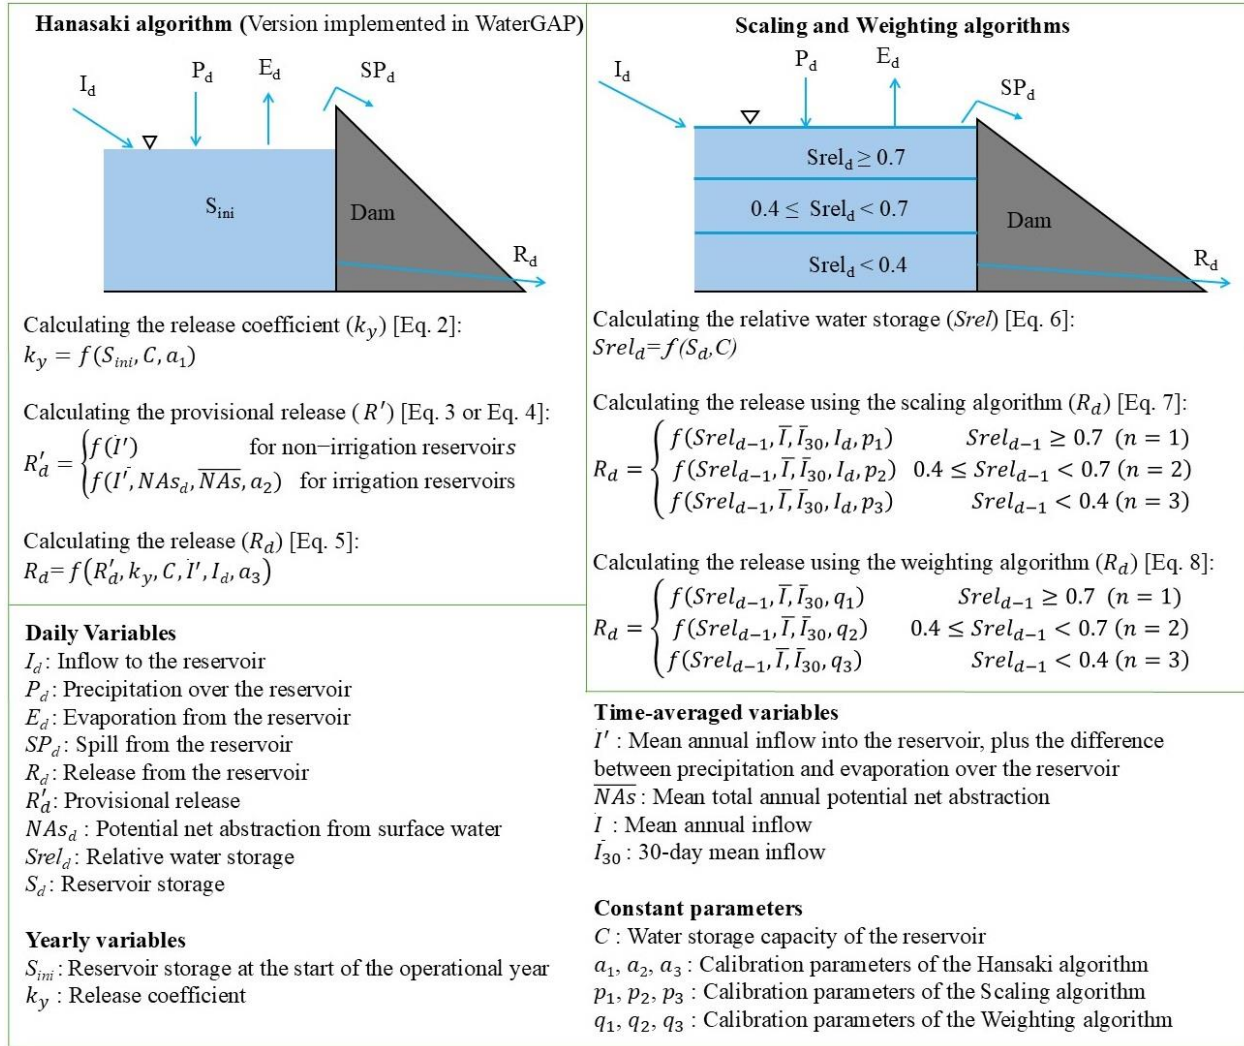 Hanasaki algorithm (Version implemented in WaterGAP)
I_d
P_d
E_d
SP_d
S_ini
Dam
R_d
Calculating the release coefficient (k_y) [Eq. 2]:
k_y = f(S_ini, C, a_1)
Calculating the provisional release (R′) [Eq. 3 or Eq. 4]:
R′_d = { f(I̅′) for non−irrigation reservoirs
f(I̅′, NAs_d, N̅A̅s̅, a_2) for irrigation reservoirs
Calculating the release (R_d) [Eq. 5]:
R_d= f(R′_d, k_y, C, I̅′, I_d, a_3)
Scaling and Weighting algorithms
I_d
P_d
E_d
SP_d
Srel_d ≥ 0.7
0.4 ≤ Srel_d < 0.7
Srel_d < 0.4
Dam
R_d
Calculating the relative water storage (Srel) [Eq. 6]:
Srel_d=f(S_d,C)
Calculating the release using the scaling algorithm (R_d) [Eq. 7]:
R_d = { f(Srel_d−1, I̅, I̅_30, I_d, p_1) Srel_d−1 ≥ 0.7 (n = 1)
f(Srel_d−1, I̅, I̅_30, I_d, p_2) 0.4 ≤ Srel_d−1 < 0.7 (n = 2)
f(Srel_d−1, I̅, I̅_30, I_d, p_3) Srel_d−1 < 0.4 (n = 3)
Calculating the release using the weighting algorithm (R_d) [Eq. 8]:
R_d = { f(Srel_d−1, I̅, I̅_30, q_1) Srel_d−1 ≥ 0.7 (n = 1)
f(Srel_d−1, I̅, I̅_30, q_2) 0.4 ≤ Srel_d−1 < 0.7 (n = 2)
f(Srel_d−1, I̅, I̅_30, q_3) Srel_d−1 < 0.4 (n = 3)
Daily Variables
I_d: Inflow to the reservoir
P_d: Precipitation over the reservoir
E_d: Evaporation from the reservoir
SP_d: Spill from the reservoir
R_d: Release from the reservoir
R′_d: Provisional release
NAs_d : Potential net abstraction from surface water
Srel_d: Relative water storage
S_d: Reservoir storage
Yearly variables
S_ini: Reservoir storage at the start of the operational year
k_y : Release coefficient
Time-averaged variables
I̅′ : Mean annual inflow into the reservoir, plus the difference
between precipitation and evaporation over the reservoir
N̅A̅s̅ : Mean total annual potential net abstraction
I̅ : Mean annual inflow
I̅_30 : 30-day mean inflow
Constant parameters
C : Water storage capacity of the reservoir
a_1, a_2, a_3 : Calibration parameters of the Hansaki algorithm
p_1, p_2, p_3 : Calibration parameters of the Scaling algorithm
q_1, q_2, q_3 : Calibration parameters of the Weighting algorithm